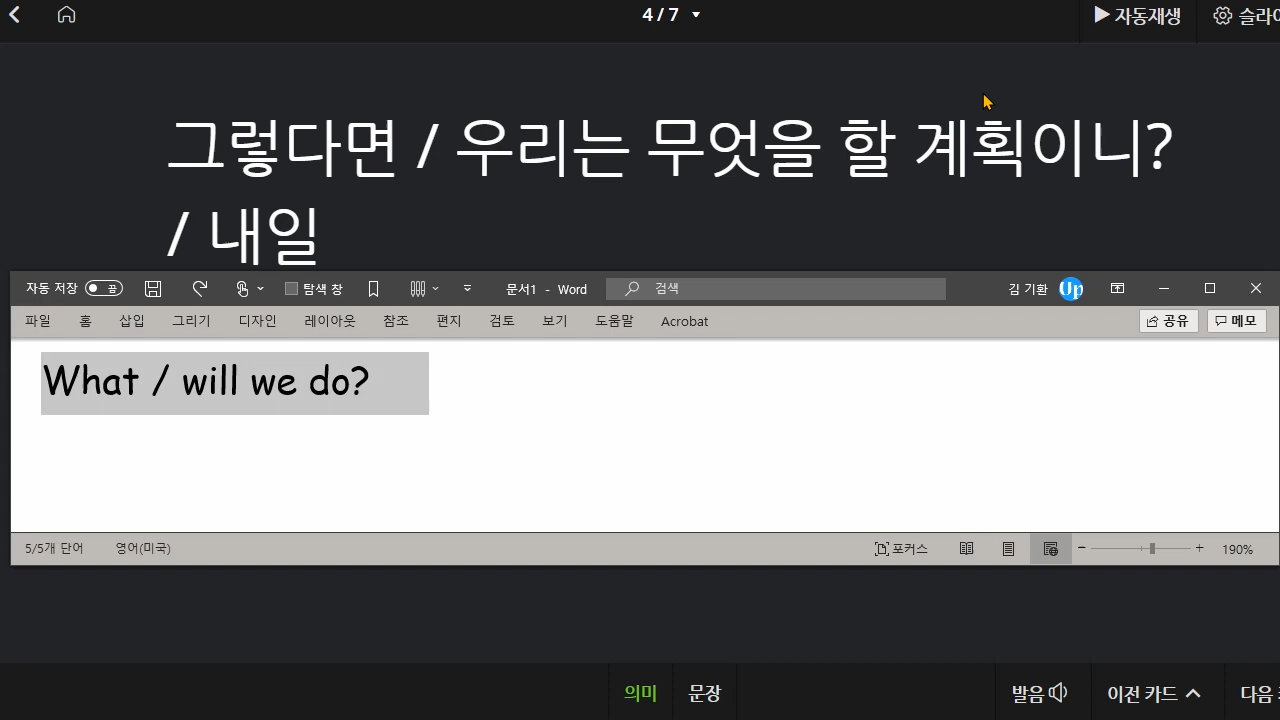 4 / 7
자동재생
그렇다면 / 우리는 무엇을 할 계획이니?
/ 내일
자동 저장
끔
탐색 창
문서1 - Word
검색
김 기환
Up
파일 홈 삽입 그리기 디자인 레이아웃 참조 편지 검토 보기 도움말 Acrobat
공유 메모
What / will we do?
5/5개 단어 영어(미국)
포커스
190%
의미 문장
발음 이전 카드 다음